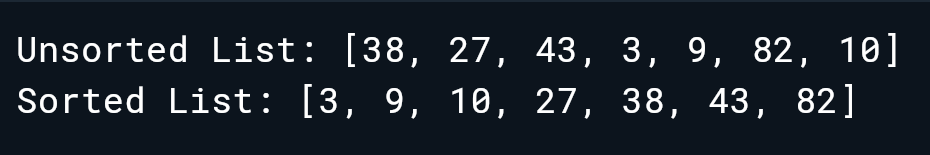 Unsorted List: [38, 27, 43, 3, 9, 82, 10]
Sorted List: [3, 9, 10, 27, 38, 43, 82]